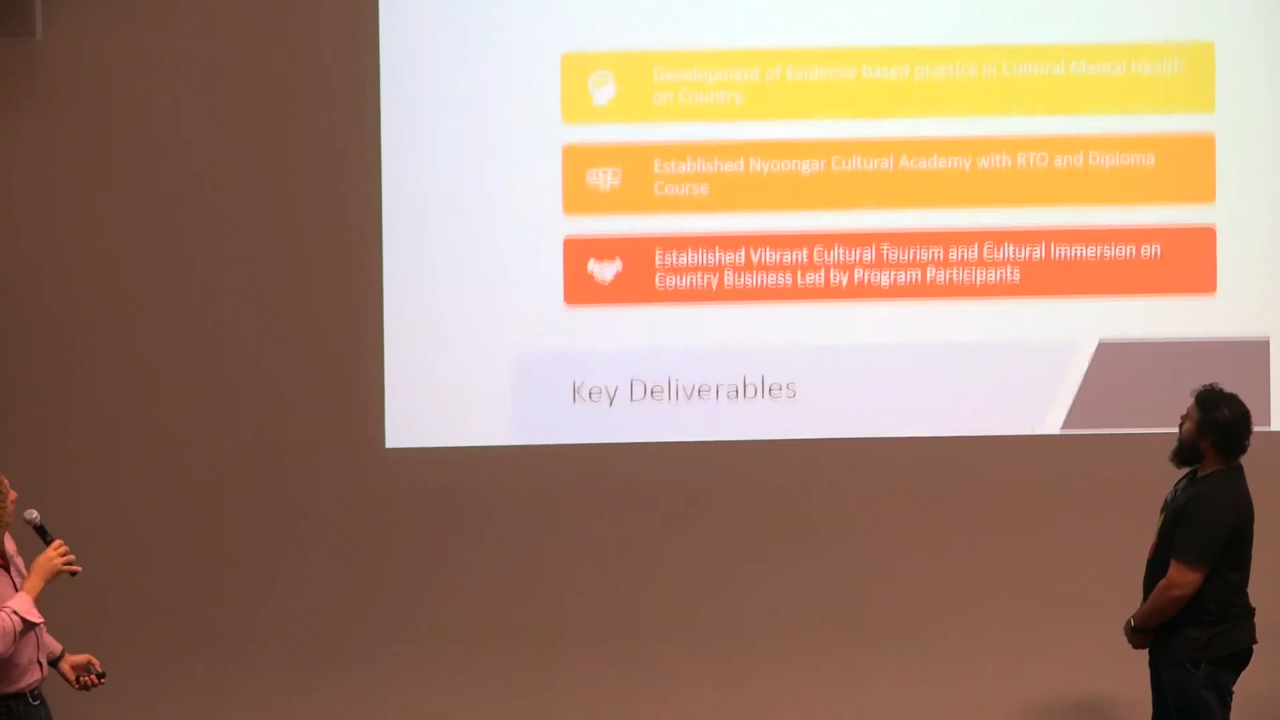 Development of Evidence based practice in Cultural Mental Health
on Country
Established Nyoongar Cultural Academy with RTO and Diploma
Course
Established Vibrant Cultural Tourism and Cultural Immersion on
Country Business Led by Program Participants
Key Deliverables